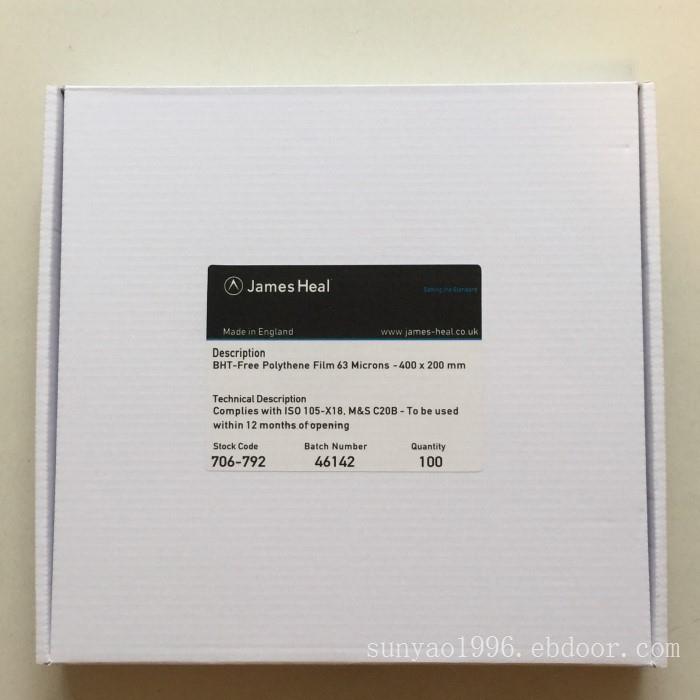 James Heal
Setting the Standard
Made in England
www.james-heal.co.uk
Description
BHT-Free Polythene Film 63 Microns - 400 x 200 mm
Technical Description
Complies with ISO 105-X18, M&S C20B - To be used
within 12 months of opening
Stock Code Batch Number Quantity
706-792 46142 100
sunyao1996.ebdoor.com